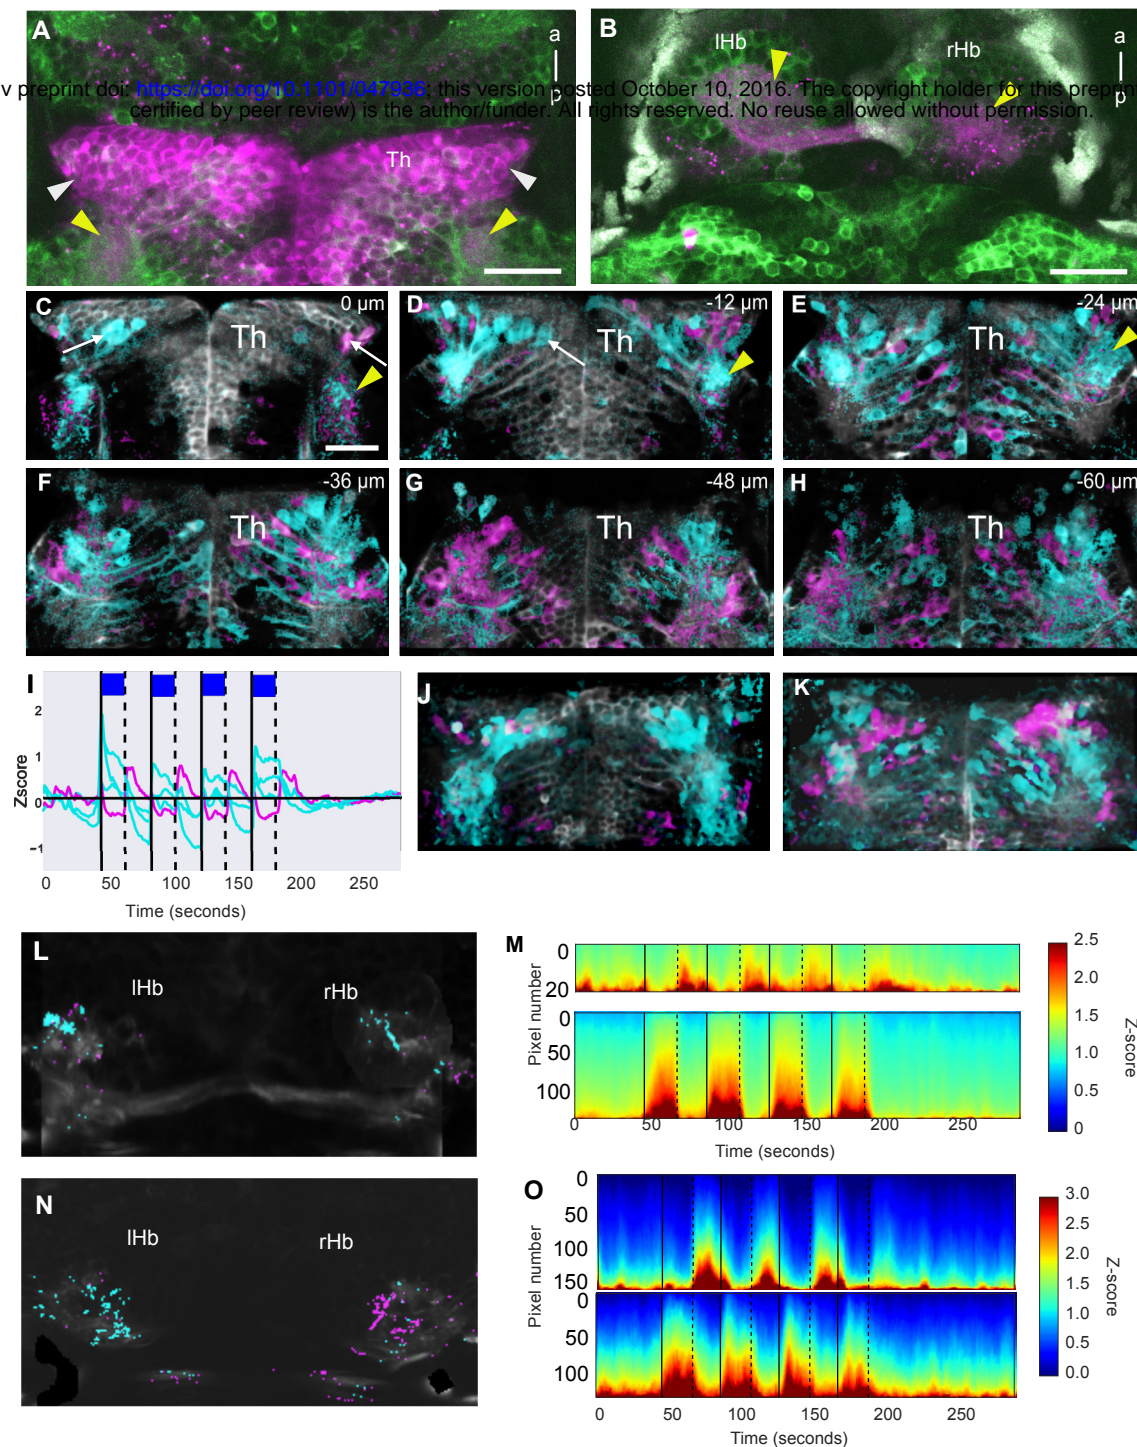 A
Th
a
p
B
lHb
rHb
a
p
v preprint doi: https://doi.org/10.1101/047936; this version posted October 10, 2016. The copyright holder for this preprint
certified by peer review) is the author/funder. All rights reserved. No reuse allowed without permission.
C
0 µm
Th
D
-12 µm
Th
E
-24 µm
Th
F
-36 µm
Th
G
-48 µm
Th
H
-60 µm
Th
I
2
1
0
-1
Zscore
0 50 100 150 200 250
Time (seconds)
J
K
L
lHb
rHb
M
0
20
0
50
100
Pixel number
50 100 150 200 250
Time (seconds)
2.5
2.0
1.5
1.0
0.5
0
Z-score
N
lHb
rHb
O
0
50
100
150
0
50
100
Pixel number
0 50 100 150 200 250
Time (seconds)
3.0
2.5
2.0
1.5
1.0
0.5
0.0
Z-score